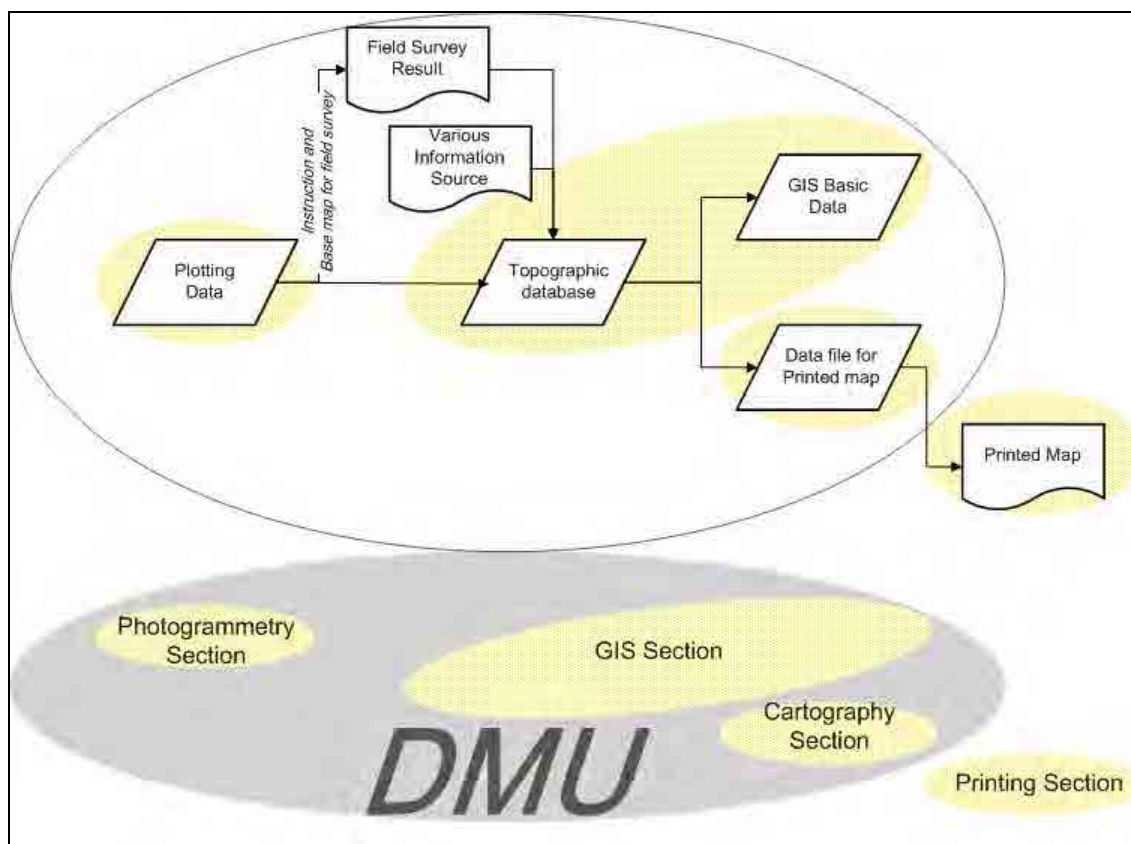 Field Survey
Result
Instruction and
Base map for field survey
Various
Information
Source
GIS Basic
Data
Plotting
Data
Topographic
database
Data file for
Printed map
Printed Map
Photogrammetry
Section
GIS Section
Cartography
Section
DMU
Printing Section